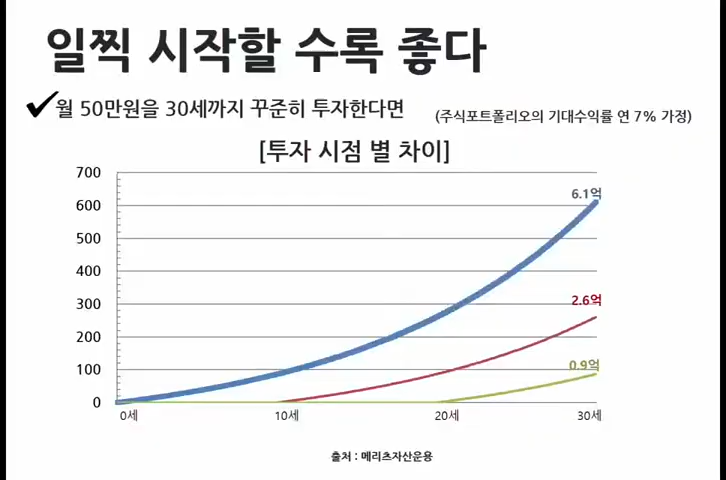 일찍 시작할 수록 좋다
월 50만원을 30세까지 꾸준히 투자한다면
(주식포트폴리오의 기대수익률 연 7% 가정)
[투자 시점 별 차이]
700
600
500
400
300
200
100
0
6.1억
2.6억
0.9억
0세
10세
20세
30세
출처 : 메리츠자산운용